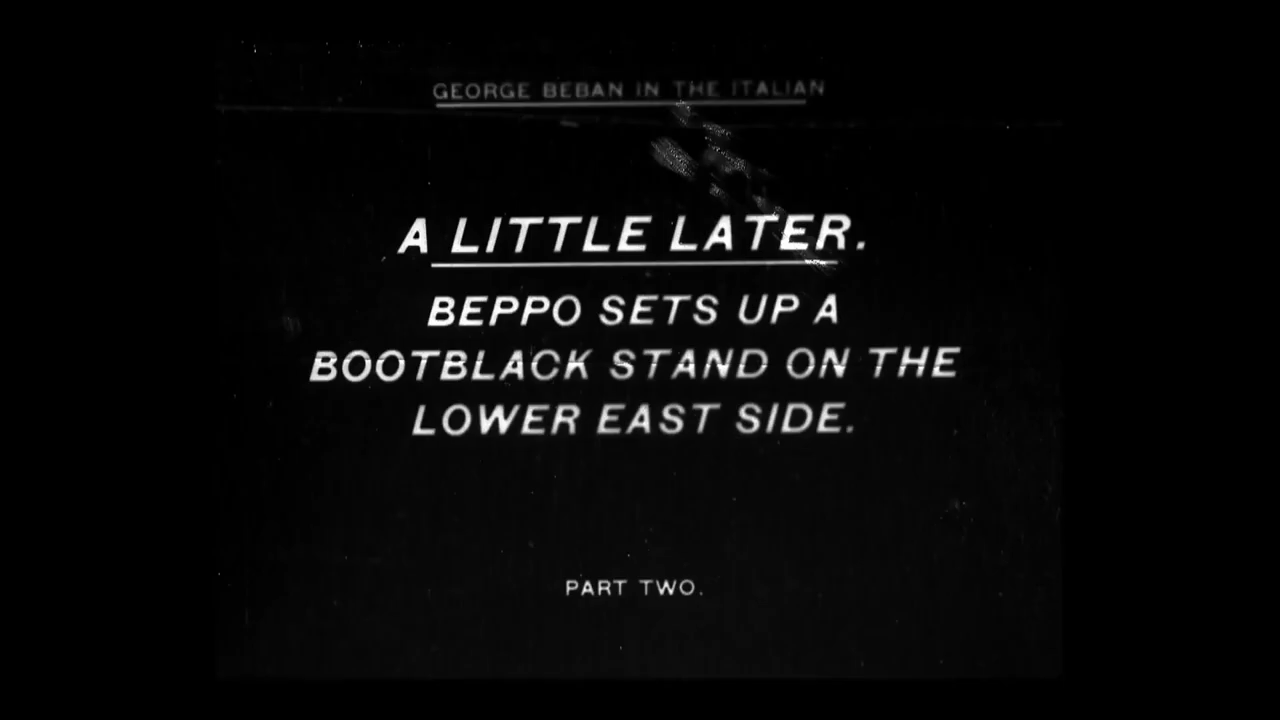 GEORGE BEBAN IN THE ITALIAN
A LITTLE LATER.
BEPPO SETS UP A
BOOTBLACK STAND ON THE
LOWER EAST SIDE.
PART TWO.